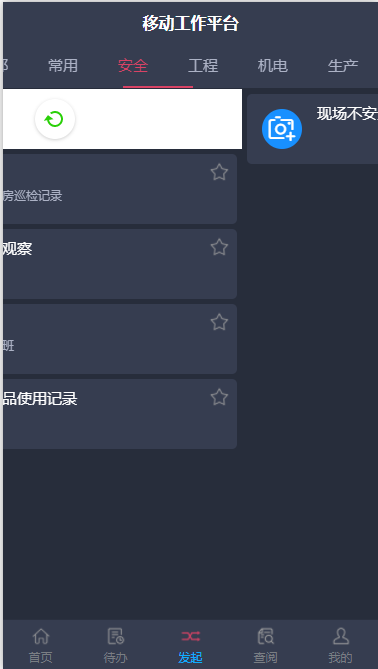 移动工作平台
部 常用 安全 工程 机电 生产
现场不安
房巡检记录
观察
班
品使用记录
首页 待办 发起 查阅 我的